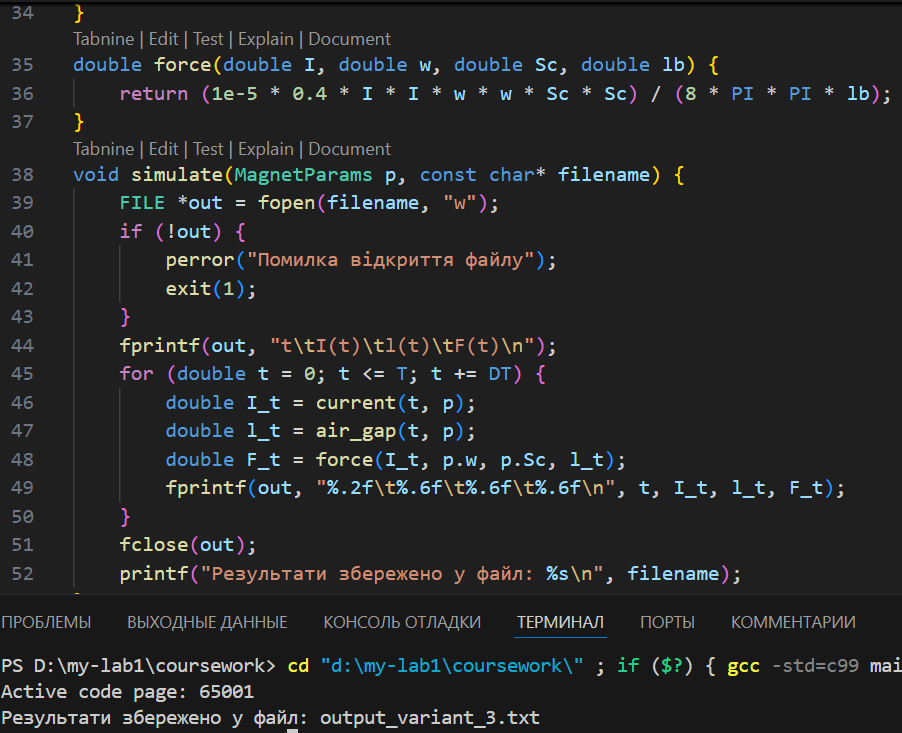 34 }
Tabnine | Edit | Test | Explain | Document
35 double force(double I, double w, double Sc, double lb) {
36 return (1e-5 * 0.4 * I * I * w * w * Sc * Sc) / (8 * PI * PI * lb);
37 }
Tabnine | Edit | Test | Explain | Document
38 void simulate(MagnetParams p, const char* filename) {
39 FILE *out = fopen(filename, "w");
40 if (!out) {
41 perror("Помилка відкриття файлу");
42 exit(1);
43 }
44 fprintf(out, "t\tI(t)\tl(t)\tF(t)\n");
45 for (double t = 0; t <= T; t += DT) {
46 double I_t = current(t, p);
47 double l_t = air_gap(t, p);
48 double F_t = force(I_t, p.w, p.Sc, l_t);
49 fprintf(out, "%.2f\t%.6f\t%.6f\t%.6f\n", t, I_t, l_t, F_t);
50 }
51 fclose(out);
52 printf("Результати збережено у файл: %s\n", filename);
ПРОБЛЕМЫ ВЫХОДНЫЕ ДАННЫЕ КОНСОЛЬ ОТЛАДКИ ТЕРМИНАЛ ПОРТЫ КОММЕНТАРИИ
PS D:\my-lab1\coursework> cd "d:\my-lab1\coursework\" ; if ($?) { gcc -std=c99 mai
Active code page: 65001
Результати збережено у файл: output_variant_3.txt